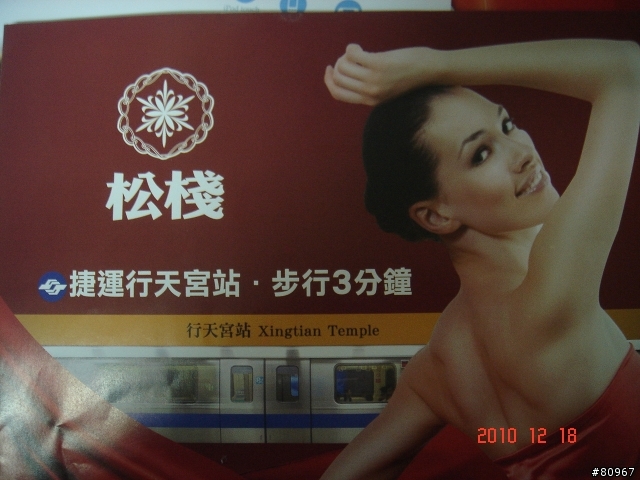 松棧
捷運行天宮站·步行3分鐘
行天宮站 Xingtian Temple
2010 12 18
#80967